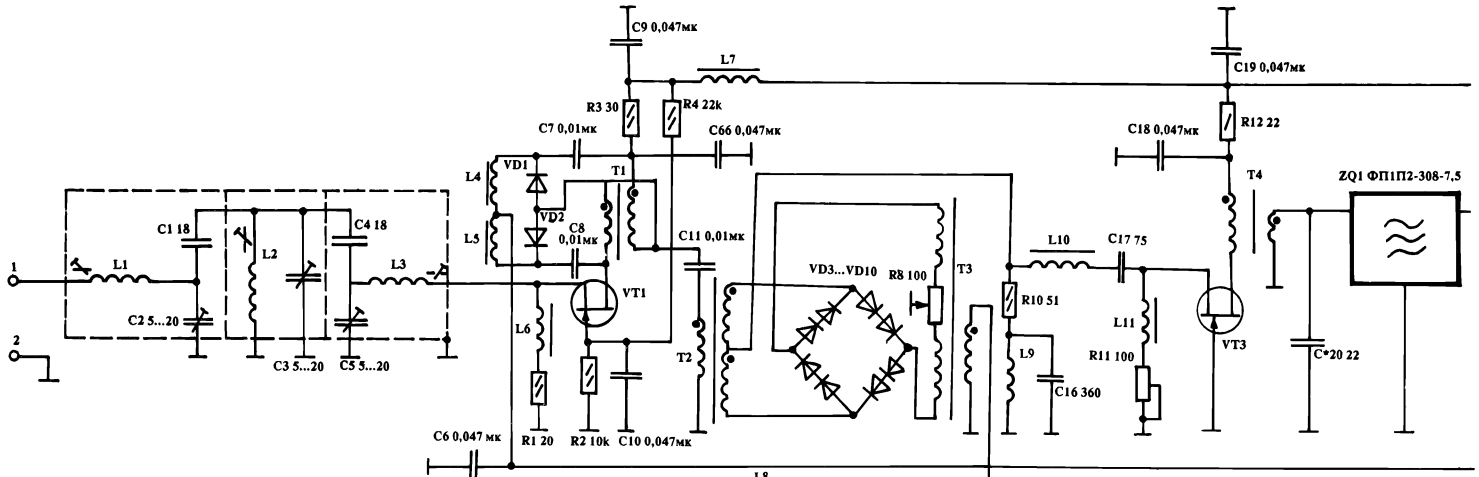 C9 0,047мк
L7
C19 0,047мк
R3 30
R4 22k
R12 22
C7 0,01мк
C66 0,047мк
C18 0,047мк
VD1
T1
L4
T4
ZQ1 ФП1П2-308-7,5
VD2
C1 18
C4 18
L5
C8
0,01мк
C11 0,01мк
L10
C17 75
1
L1
L2
L3
VD3...VD10
R8 100
T3
VT1
R10 51
C2 5...20
L6
L11
2
T2
VT3
C3 5...20
C5 5...20
L9
R11 100
C*20 22
C16 360
C6 0,047 мк
R1 20
R2 10k
C10 0,047мк
L8